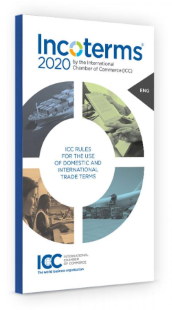 Incoterms®
2020 by the International
Chamber of Commerce (ICC)
ENG
ICC RULES
FOR THE USE
OF DOMESTIC AND
INTERNATIONAL
TRADE TERMS
ICC INTERNATIONAL
CHAMBER
OF COMMERCE
The world business organization